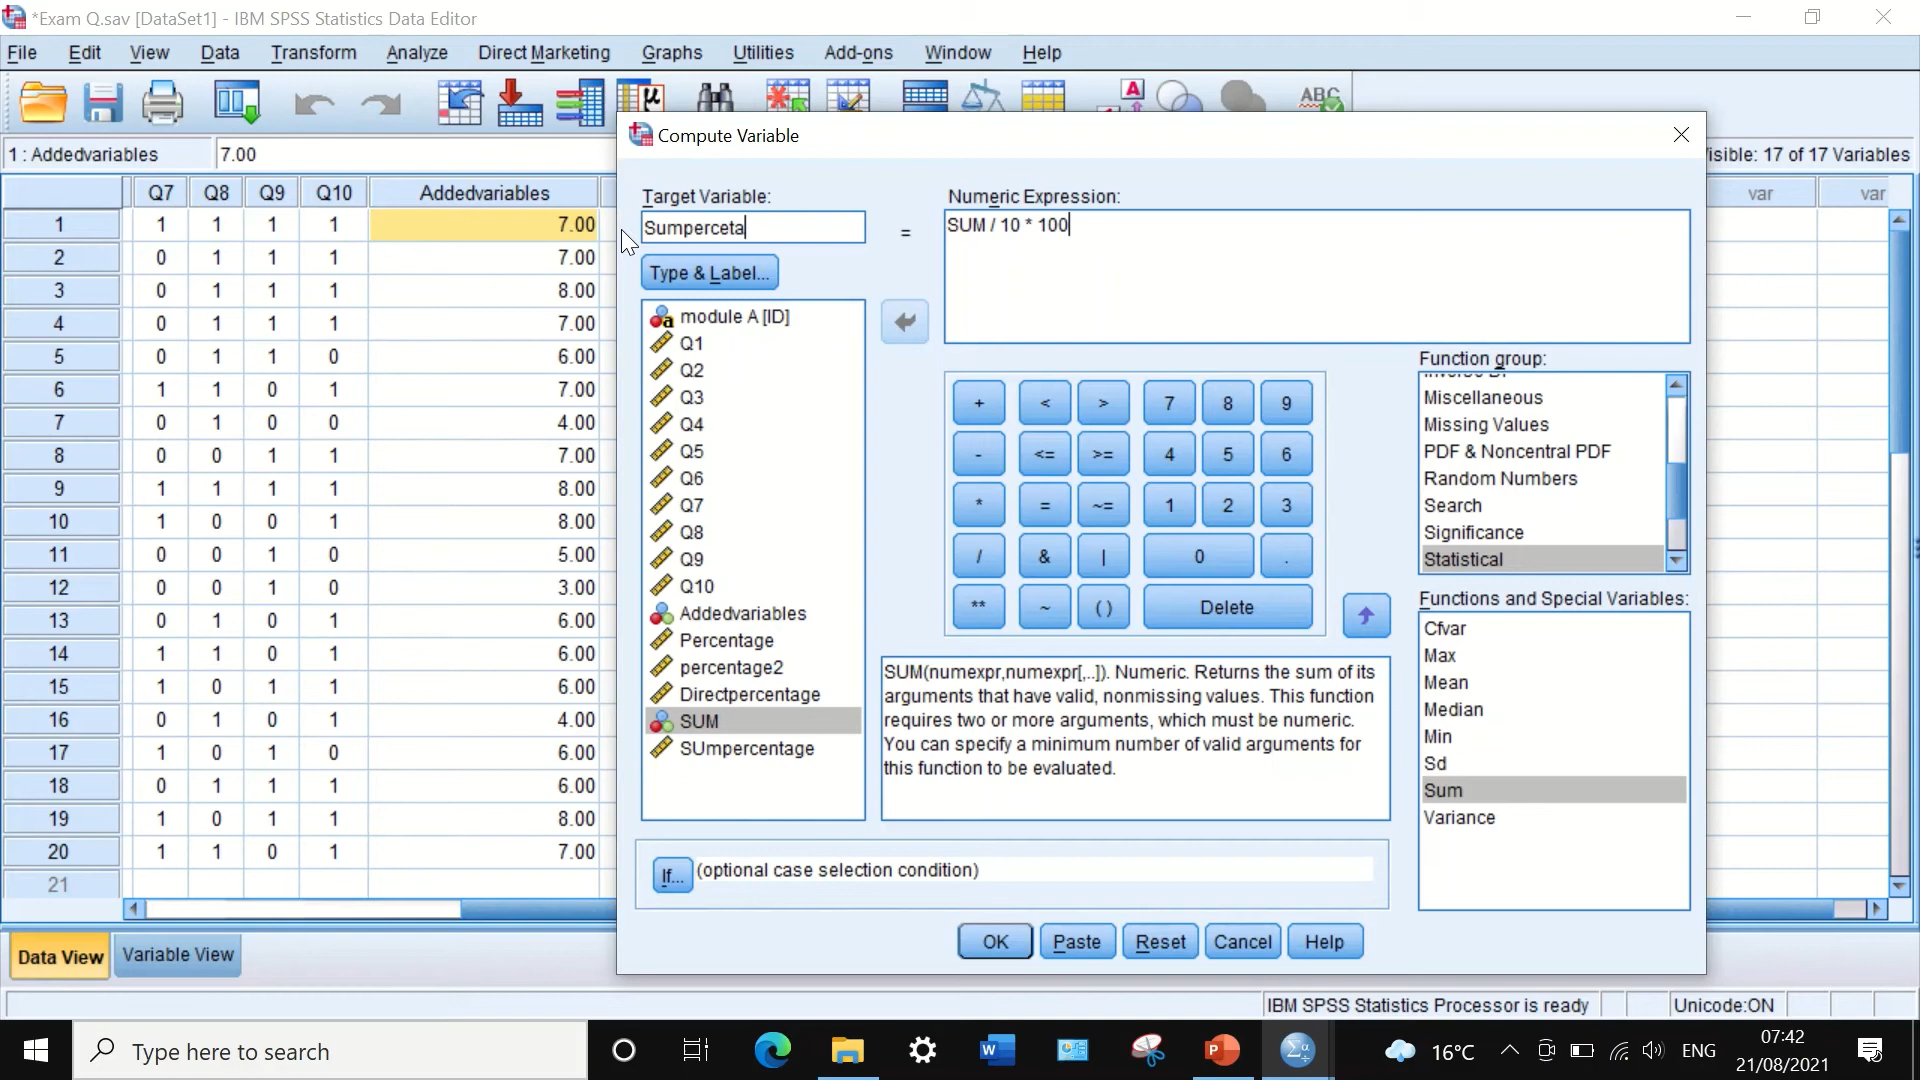 *Exam Q.sav [DataSet1] - IBM SPSS Statistics Data Editor
File Edit View Data Transform Analyze Direct Marketing Graphs Utilities Add-ons Window Help
A ABC
1 : Addedvariables 7.00 isible: 17 of 17 Variables
Q7 Q8 Q9 Q10 Addedvariables var var
1 1 1 1 1 7.00
2 0 1 1 1 7.00
3 0 1 1 1 8.00
4 0 1 1 1 7.00
5 0 1 1 0 6.00
6 1 1 0 1 7.00
7 0 1 0 0 4.00
8 0 0 1 1 7.00
9 1 1 1 1 8.00
10 1 0 0 1 8.00
11 0 0 1 0 5.00
12 0 0 1 0 3.00
13 0 1 0 1 6.00
14 1 1 0 1 6.00
15 1 0 1 1 6.00
16 0 1 0 1 4.00
17 1 0 1 0 6.00
18 0 1 1 1 6.00
19 1 0 1 1 8.00
20 1 1 0 1 7.00
21
Data View Variable View
Compute Variable
Target Variable:
Sumperceta
=
Numeric Expression:
SUM / 10 * 100
Type & Label...
module A [ID]
Q1
Q2
Q3
Q4
Q5
Q6
Q7
Q8
Q9
Q10
Addedvariables
Percentage
percentage2
Directpercentage
SUM
SUmpercentage
+ < > 7 8 9
- <= >= 4 5 6
* = ~= 1 2 3
/ & | 0 .
** ~ ( ) Delete
Function group:
Miscellaneous
Missing Values
PDF & Noncentral PDF
Random Numbers
Search
Significance
Statistical
Functions and Special Variables:
Cfvar
Max
Mean
Median
Min
Sd
Sum
Variance
SUM(numexpr,numexpr[,..]). Numeric. Returns the sum of its
arguments that have valid, nonmissing values. This function
requires two or more arguments, which must be numeric.
You can specify a minimum number of valid arguments for
this function to be evaluated.
If... (optional case selection condition)
OK Paste Reset Cancel Help
IBM SPSS Statistics Processor is ready Unicode:ON
Type here to search
16°C ENG
07:42
21/08/2021